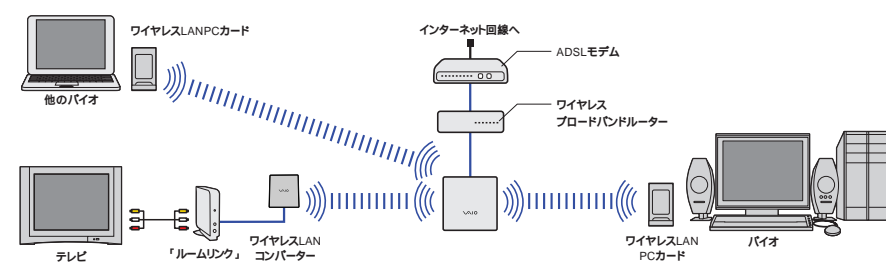 ワイヤレスLANPCカード
インターネット回線へ
ADSLモデム
他のバイオ
ワイヤレス
ブロードバンドルーター
VAIO
VAIO
テレビ
「ルームリンク」
ワイヤレスLAN
コンバーター
ワイヤレスLAN
PCカード
バイオ